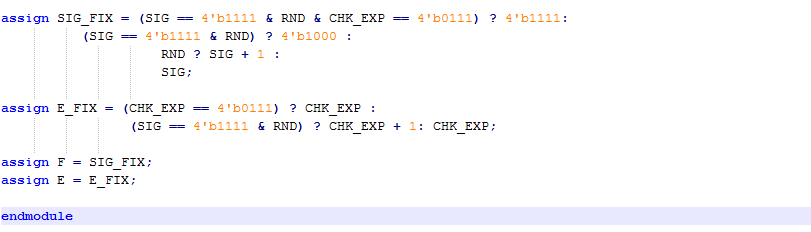 assign SIG_FIX = (SIG == 4'b1111 & RND & CHK_EXP == 4'b0111) ? 4'b1111:
(SIG == 4'b1111 & RND) ? 4'b1000 :
RND ? SIG + 1 :
SIG;
assign E_FIX = (CHK_EXP == 4'b0111) ? CHK_EXP :
(SIG == 4'b1111 & RND) ? CHK_EXP + 1: CHK_EXP;
assign F = SIG_FIX;
assign E = E_FIX;
endmodule